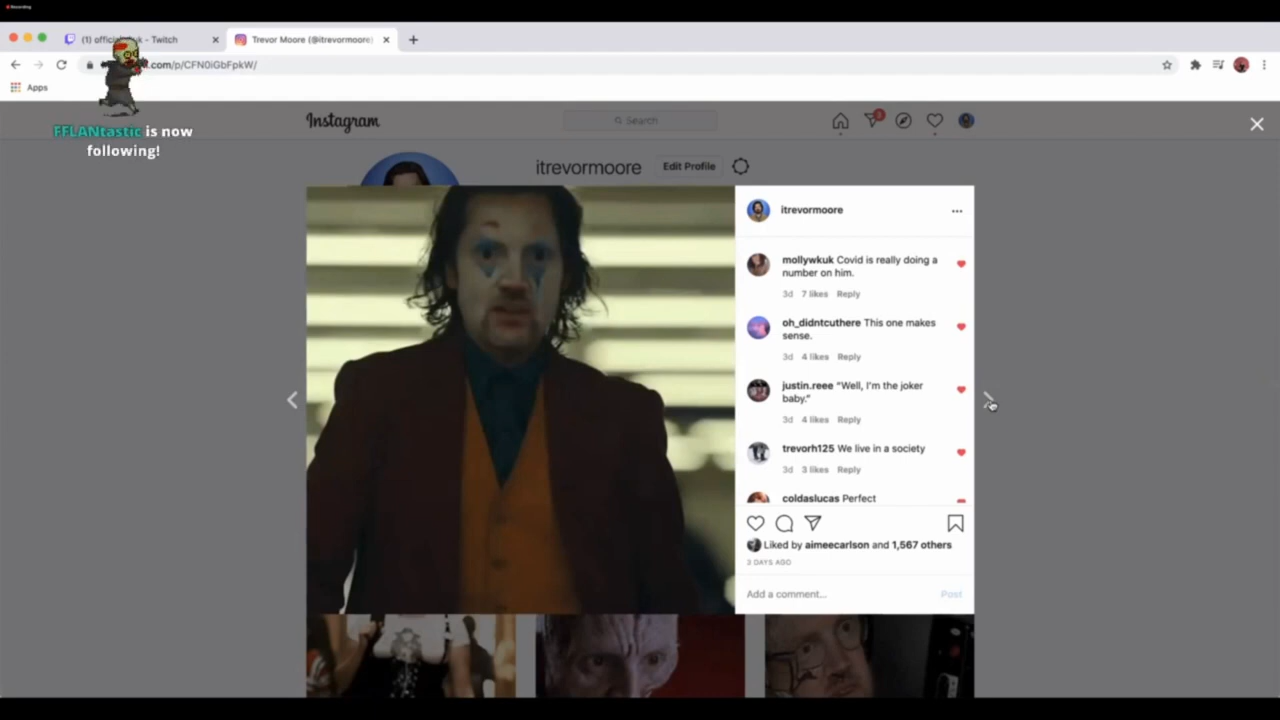 Recording
(1) offici
k - Twitch
Trevor Moore (@itrevormoore)
.com/p/CFN0iGbFpkW/
Apps
FFLANtastic is now
following!
Instagram
Search
3
itrevormoore
Edit Profile
itrevormoore
mollywkuk Covid is really doing a
number on him.
3d 7 likes Reply
oh_didntcuthere This one makes
sense.
3d 4 likes Reply
justin.reee “Well, I'm the joker
baby.”
3d 4 likes Reply
trevorh125 We live in a society
3d 3 likes Reply
coldaslucas Perfect
Liked by aimeecarlson and 1,567 others
3 DAYS AGO
Add a comment...
Post